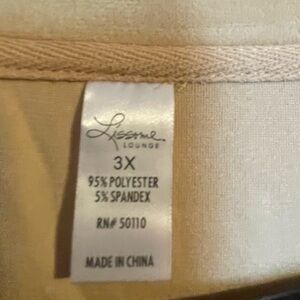 Lissome
LOUNGE
3X
95% POLYESTER
5% SPANDEX
RN# 50110
MADE IN CHINA